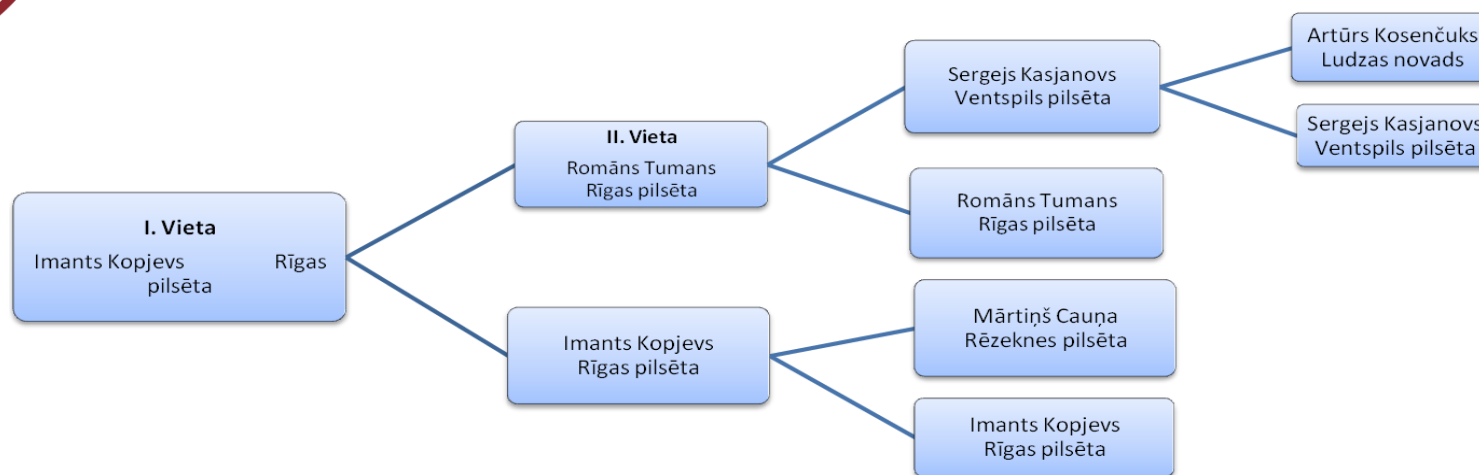 I. Vieta
Imants Kopjevs Rīgas
pilsēta
II. Vieta
Romāns Tumans
Rīgas pilsēta
Imants Kopjevs
Rīgas pilsēta
Sergejs Kasjanovs
Ventspils pilsēta
Romāns Tumans
Rīgas pilsēta
Mārtiņš Cauņa
Rēzeknes pilsēta
Imants Kopjevs
Rīgas pilsēta
Artūrs Kosenčuks
Ludzas novads
Sergejs Kasjanovs
Ventspils pilsēta